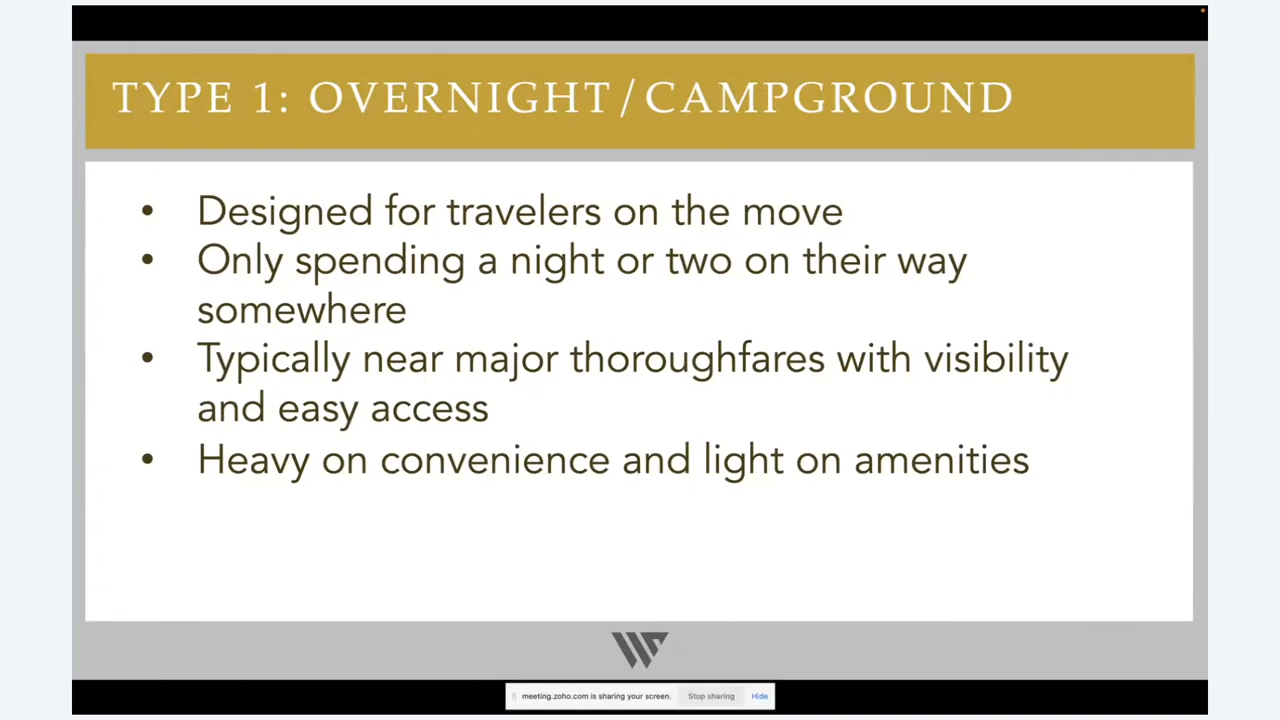 TYPE 1: OVERNIGHT/CAMPGROUND
• Designed for travelers on the move
• Only spending a night or two on their way
somewhere
• Typically near major thoroughfares with visibility
and easy access
• Heavy on convenience and light on amenities
meeting.zoho.com is sharing your screen. Stop sharing Hide